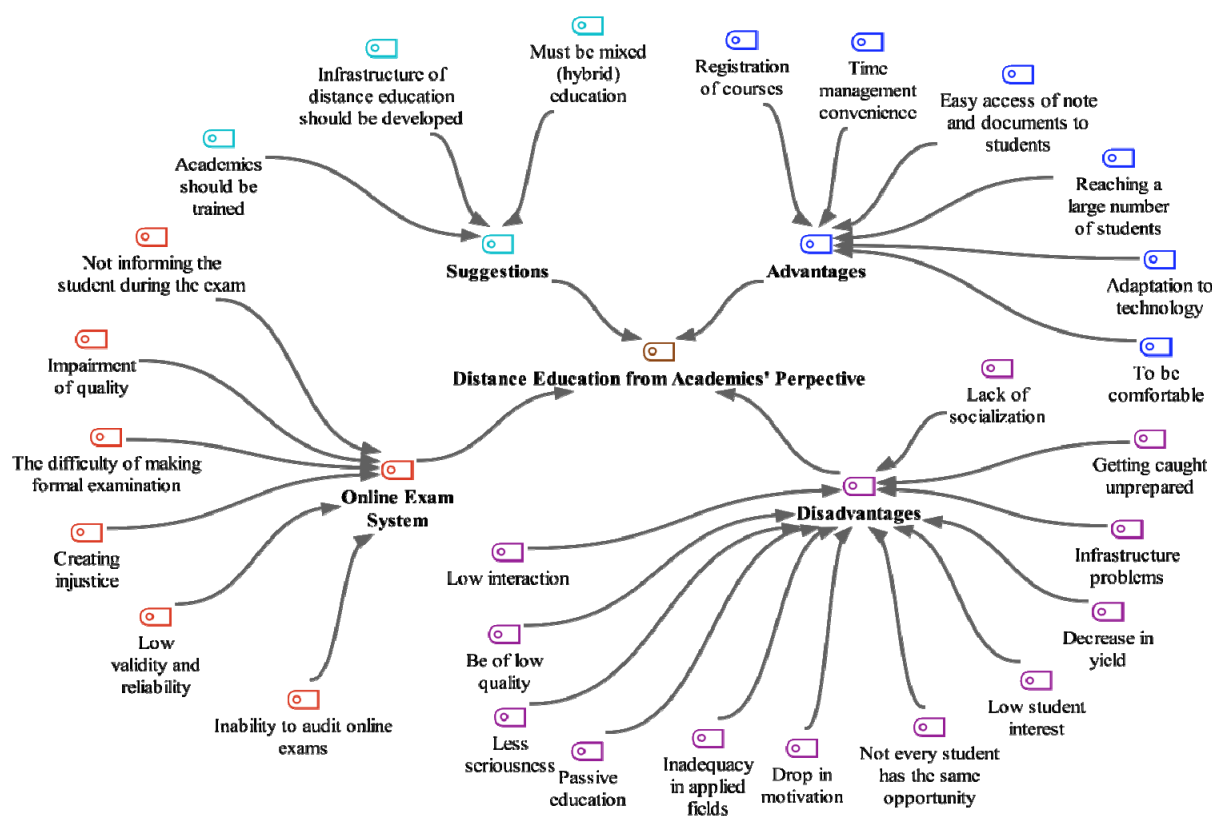 Must be mixed
(hybrid)
education
Infrastructure of
distance education
should be developed
Academics
should be
trained
Suggestions
Registration
of courses
Time
management
convenience
Easy access of note
and documents to
students
Reaching a
large number
of students
Adaptation to
technology
To be
comfortable
Advantages
Distance Education from Academics' Perpective
Not informing the
student during the exam
Impairment
of quality
The difficulty of making
formal examination
Creating
injustice
Low
validity and
reliability
Inability to audit online
exams
Online Exam
System
Lack of
socialization
Getting caught
unprepared
Infrastructure
problems
Decrease in
yield
Low student
interest
Not every student
has the same
opportunity
Drop in
motivation
Inadequacy
in applied
fields
Passive
education
Less
seriousness
Be of low
quality
Low interaction
Disadvantages